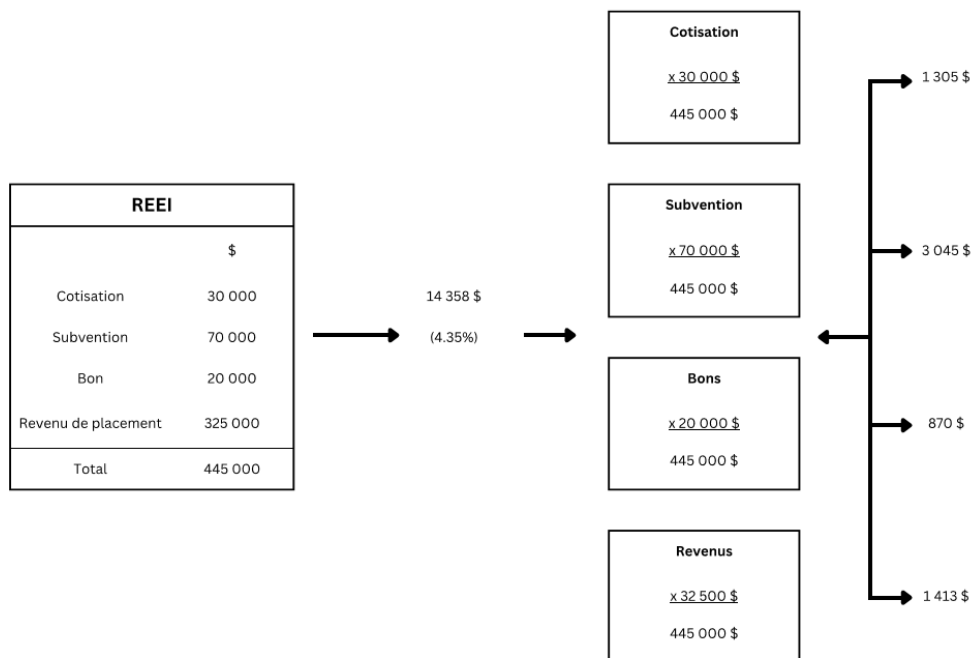 REEI
$
Cotisation 30 000
Subvention 70 000
Bon 20 000
Revenu de placement 325 000
Total 445 000
14 358 $
(4.35%)
Cotisation
x 30 000 $
445 000 $
Subvention
x 70 000 $
445 000 $
Bons
x 20 000 $
445 000 $
Revenus
x 32 500 $
445 000 $
1 305 $
3 045 $
870 $
1 413 $